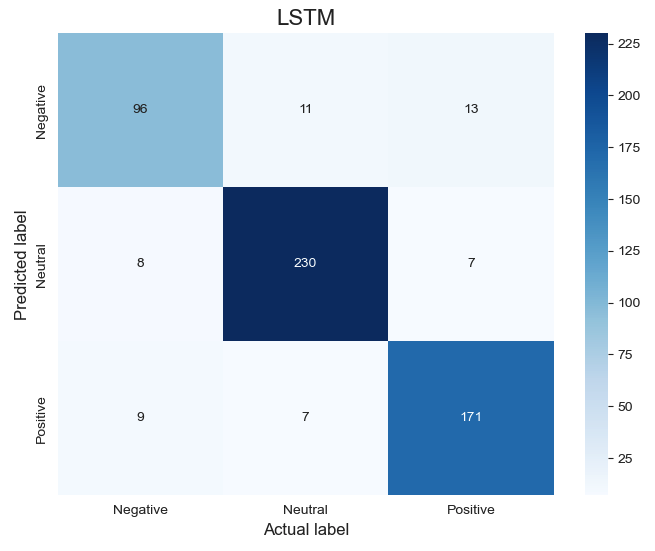 LSTM
Predicted label
Negative
96
11
13
Neutral
8
230
7
Positive
9
7
171
Negative
Neutral
Positive
Actual label
225
200
175
150
125
100
75
50
25